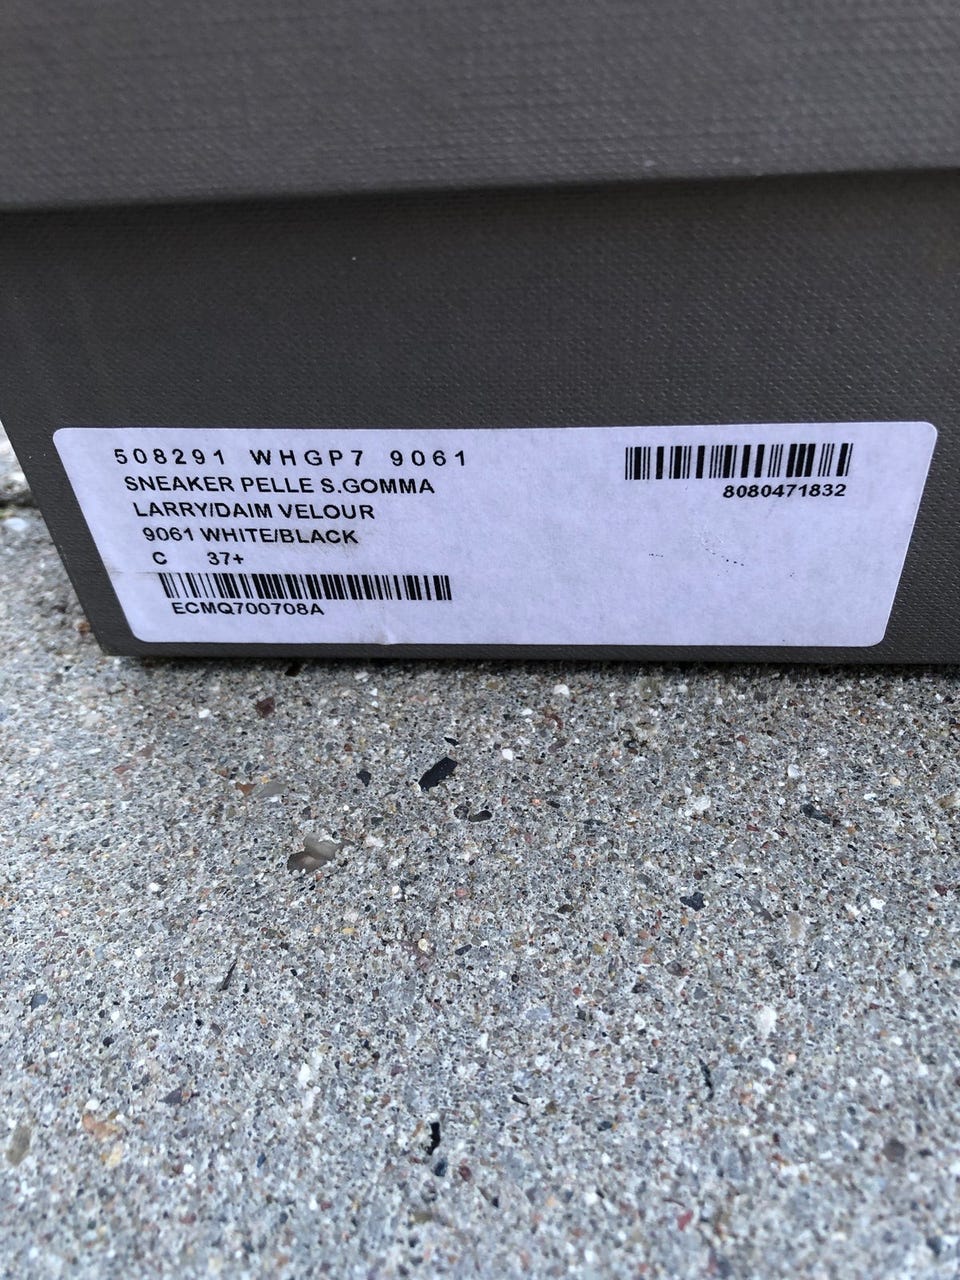 508291 WHGP7 9061
SNEAKER PELLE S.GOMMA
LARRY/DAIM VELOUR
9061 WHITE/BLACK
C 37+
ECMQ700708A
8080471832